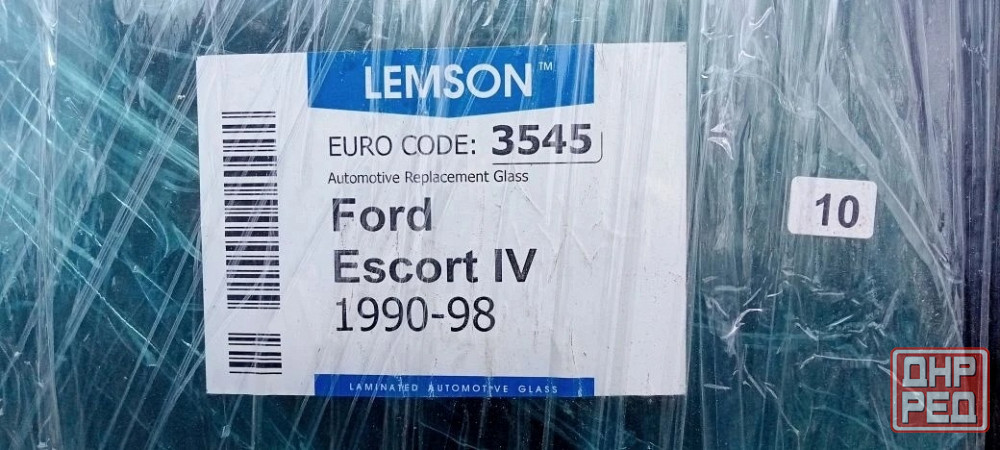 LEMSON™
EURO CODE: 3545
Automotive Replacement Glass
Ford
Escort IV
1990-98
LAMINATED AUTOMOTIVE GLASS
10
ДНР
РЕД